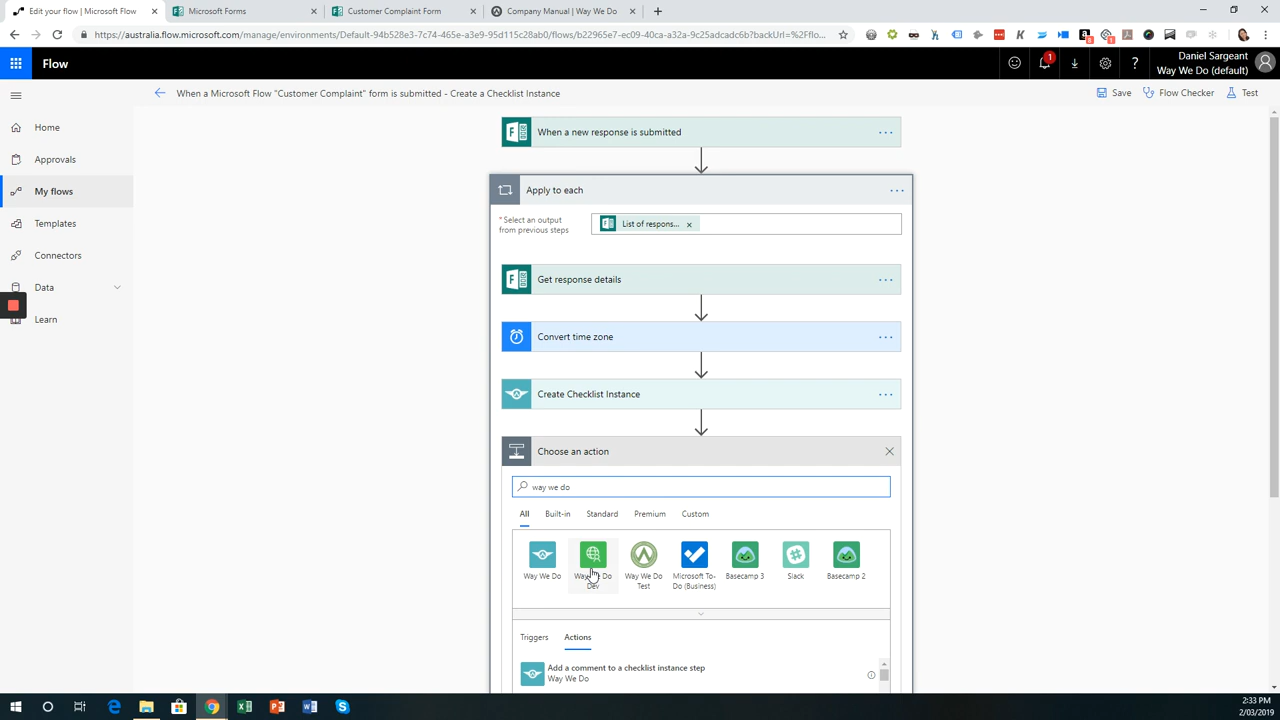 Edit your flow | Microsoft Flow
Microsoft Forms
Customer Complaint Form
Company Manual | Way We Do
https://australia.flow.microsoft.com/manage/environments/Default-94b528e3-7c74-465e-a3e9-95d115c28ab0/flows/b22965e7-ec09-40ca-a32a-9c25adcadb6b?backUrl=%2Fflo...
Flow
Daniel Sargeant
Way We Do (default)
When a Microsoft Flow "Customer Complaint" form is submitted - Create a Checklist Instance
Save
Flow Checker
Test
Home
Approvals
My flows
Templates
Connectors
Data
Learn
When a new response is submitted
Apply to each
*Select an output
from previous steps
List of respons...
Get response details
Convert time zone
Create Checklist Instance
Choose an action
way we do
All
Built-in
Standard
Premium
Custom
Way We Do
Way We Do
Dev
Way We Do
Test
Microsoft To-
Do (Business)
Basecamp 3
Slack
Basecamp 2
Triggers
Actions
Add a comment to a checklist instance step
Way We Do
2:33 PM
2/03/2019